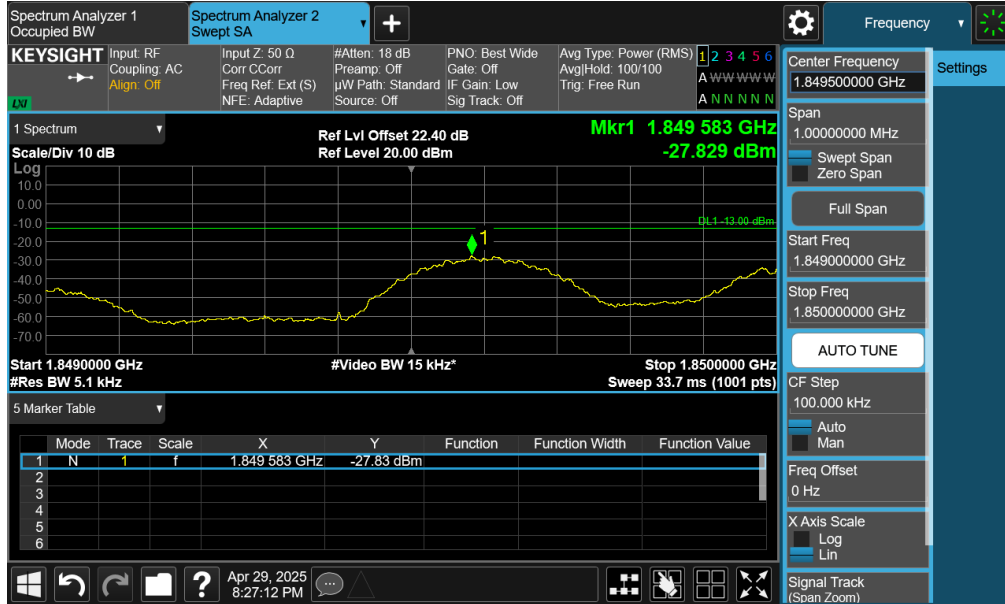 Spectrum Analyzer 1
Occupied BW
Spectrum Analyzer 2
Swept SA
Frequency
KEYSIGHT
LXI
Input: RF
Coupling: AC
Align: Off
Input Z: 50 Ω
Corr CCorr
Freq Ref: Ext (S)
NFE: Adaptive
#Atten: 18 dB
Preamp: Off
µW Path: Standard
Source: Off
PNO: Best Wide
Gate: Off
IF Gain: Low
Sig Track: Off
Avg Type: Power (RMS)
Avg|Hold: 100/100
Trig: Free Run
1 2 3 4 5 6
A W W W W W
A N N N N N
1 Spectrum
Scale/Div 10 dB
Ref Lvl Offset 22.40 dB
Ref Level 20.00 dBm
Mkr1 1.849 583 GHz
-27.829 dBm
Log
10.0
0.00
-10.0
-20.0
-30.0
-40.0
-50.0
-60.0
-70.0
DL1 -13.00 dBm
1
Start 1.8490000 GHz
#Video BW 15 kHz*
Stop 1.8500000 GHz
#Res BW 5.1 kHz
Sweep 33.7 ms (1001 pts)
5 Marker Table
Mode Trace Scale X Y Function Function Width Function Value
1 N 1 f 1.849 583 GHz -27.83 dBm
2
3
4
5
6
Apr 29, 2025
8:27:12 PM
Center Frequency
1.849500000 GHz
Settings
Span
1.00000000 MHz
Swept Span
Zero Span
Full Span
Start Freq
1.849000000 GHz
Stop Freq
1.850000000 GHz
AUTO TUNE
CF Step
100.000 kHz
Auto
Man
Freq Offset
0 Hz
X Axis Scale
Log
Lin
Signal Track
(Span Zoom)